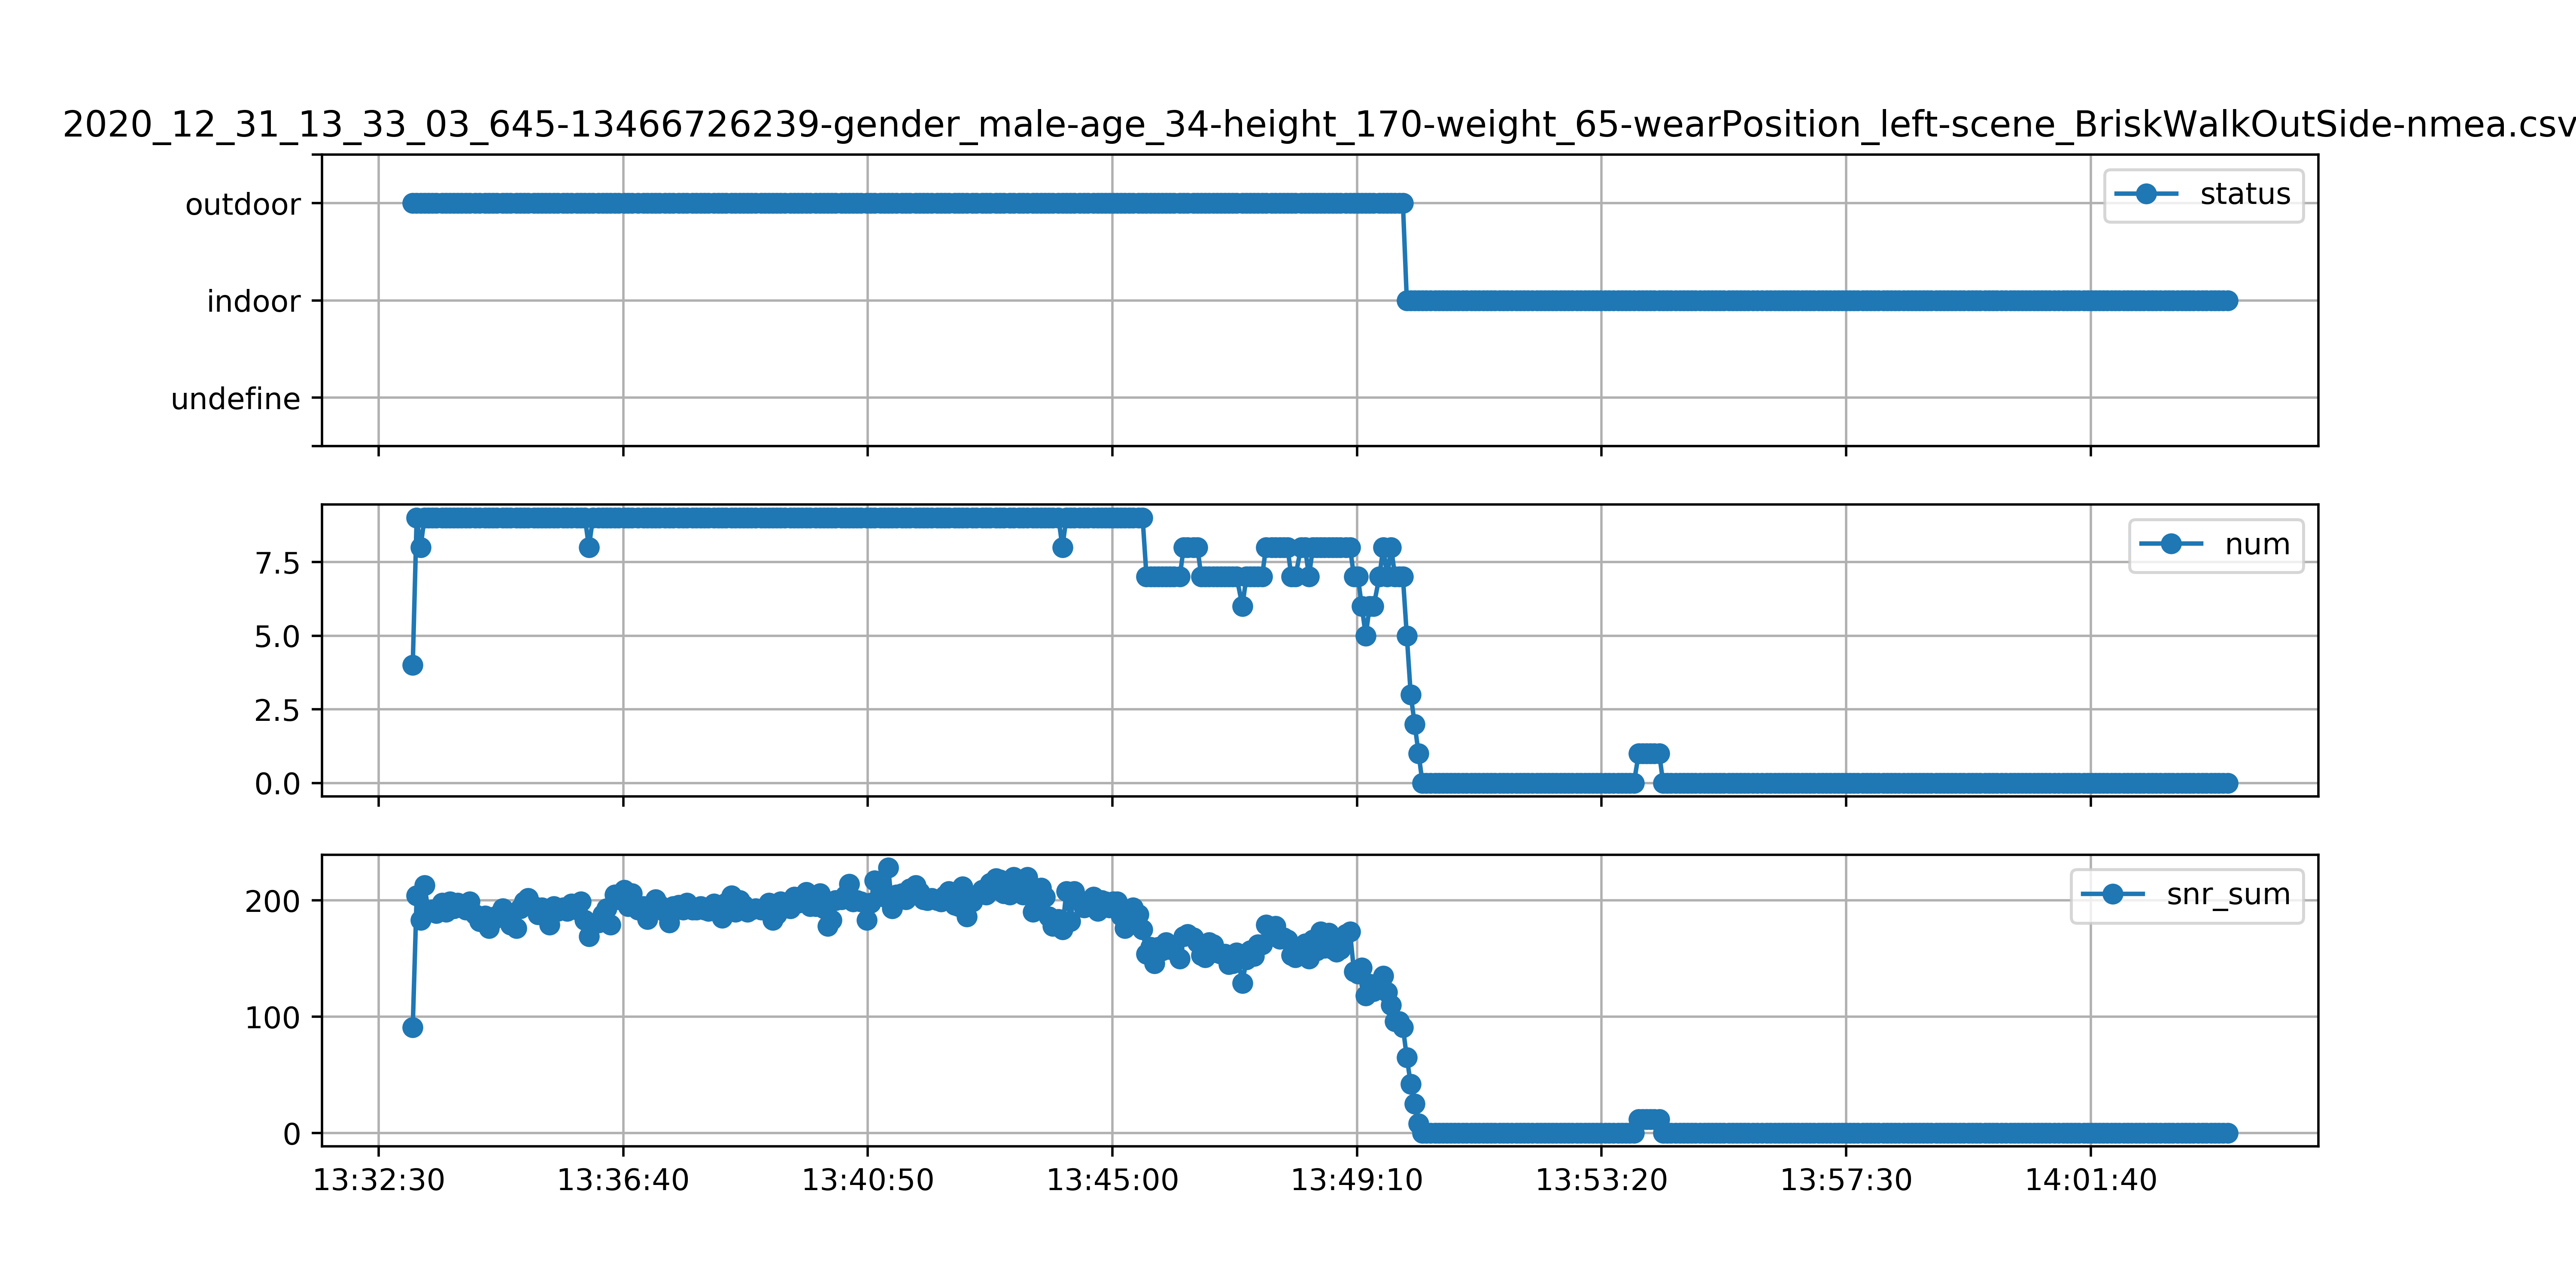 2020_12_31_13_33_03_645-13466726239-gender_male-age_34-height_170-weight_65-wearPosition_left-scene_BriskWalkOutSide-nmea.csv
outdoor
status
indoor
undefine
num
7.5
5.0
2.5
0.0
snr_sum
200
100
0
13:32:30 13:36:40 13:40:50 13:45:00 13:49:10 13:53:20 13:57:30 14:01:40